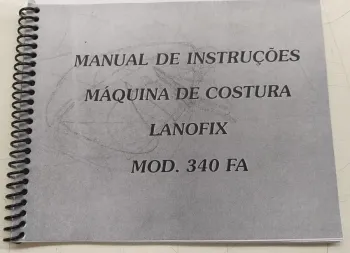 MANUAL DE INSTRUÇÕES
MÁQUINA DE COSTURA
LANOFIX
MOD. 340 FA